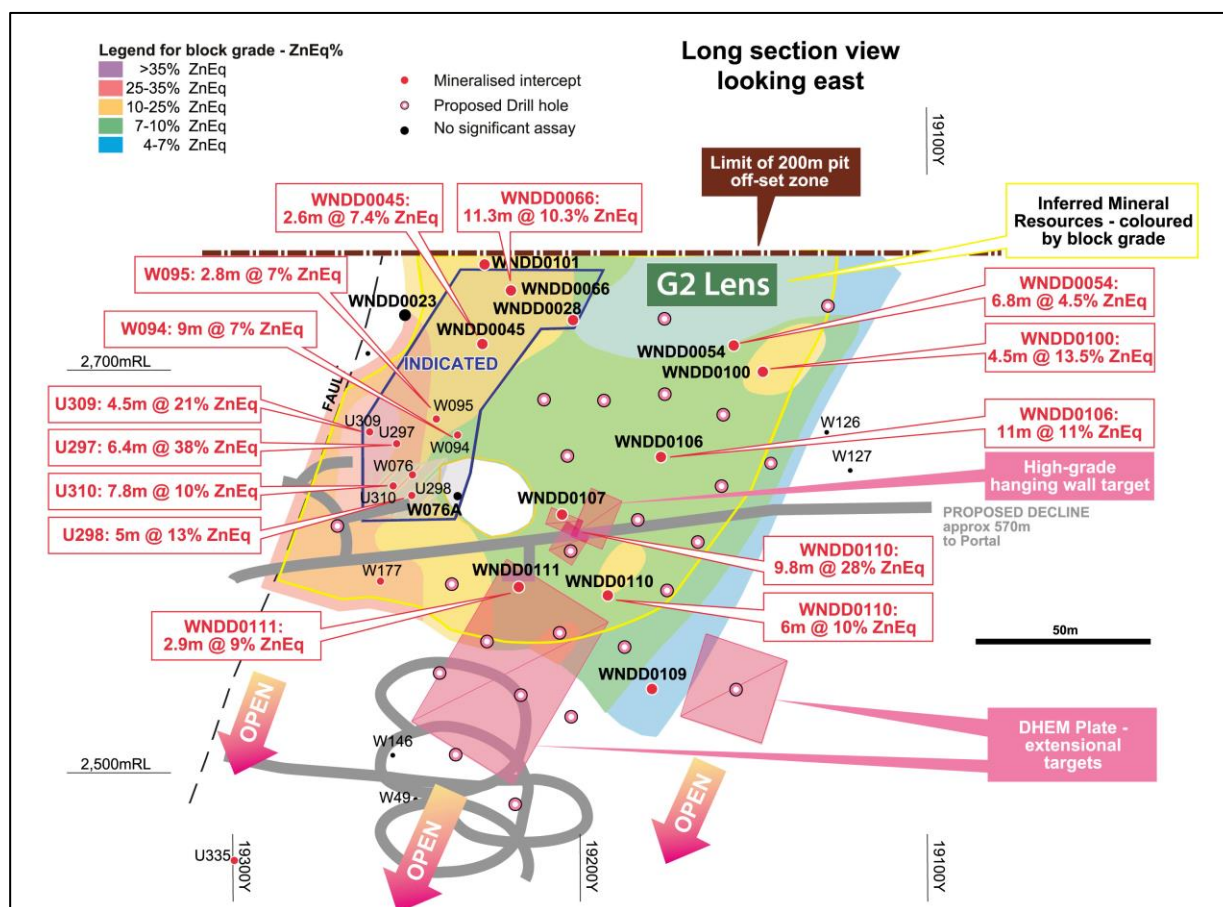 Legend for block grade - ZnEq%
>35% ZnEq
25-35% ZnEq
10-25% ZnEq
7-10% ZnEq
4-7% ZnEq
Mineralised intercept
Proposed Drill hole
No significant assay
Long section view
looking east
19100Y
Limit of 200m pit
off-set zone
Inferred Mineral
Resources - coloured
by block grade
WNDD0045:
2.6m @ 7.4% ZnEq
WNDD0066:
11.3m @ 10.3% ZnEq
W095: 2.8m @ 7% ZnEq
W094: 9m @ 7% ZnEq
U309: 4.5m @ 21% ZnEq
U297: 6.4m @ 38% ZnEq
U310: 7.8m @ 10% ZnEq
U298: 5m @ 13% ZnEq
WNDD0111:
2.9m @ 9% ZnEq
2,700mRL
2,500mRL
FAULT
WNDD0023
WNDD0101
WNDD0066
WNDD0028
WNDD0045
INDICATED
G2 Lens
WNDD0054
WNDD0100
W095
U309
U297
W094
W076
U310
U298
W076A
WNDD0106
WNDD0107
W126
W127
W177
WNDD0111
WNDD0110
WNDD0109
WNDD0054:
6.8m @ 4.5% ZnEq
WNDD0100:
4.5m @ 13.5% ZnEq
WNDD0106:
11m @ 11% ZnEq
High-grade
hanging wall target
PROPOSED DECLINE
approx 570m
to Portal
WNDD0110:
9.8m @ 28% ZnEq
WNDD0110:
6m @ 10% ZnEq
50m
DHEM Plate -
extensional
targets
OPEN
OPEN
OPEN
W146
W49
U335
19300Y
19200Y
19100Y